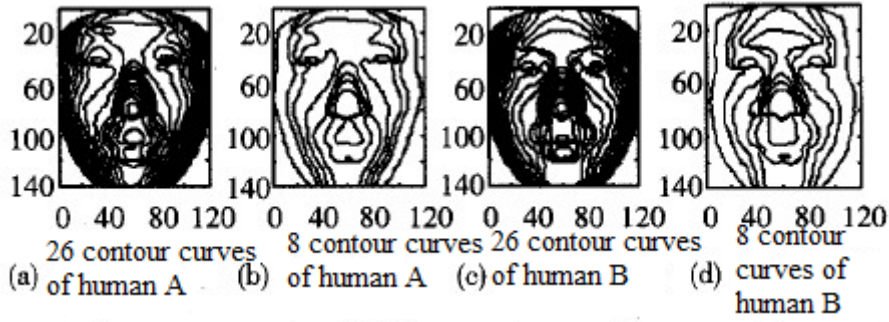 20
60
100
140
0 40 80 120
(a) 26 contour curves
of human A
20
60
100
140
0 40 80 120
(b) 8 contour curves
of human A
20
60
100
140
0 40 80 120
(c) 26 contour curves
of human B
20
60
100
140
0 40 80 120
(d) 8 contour
curves of
human B